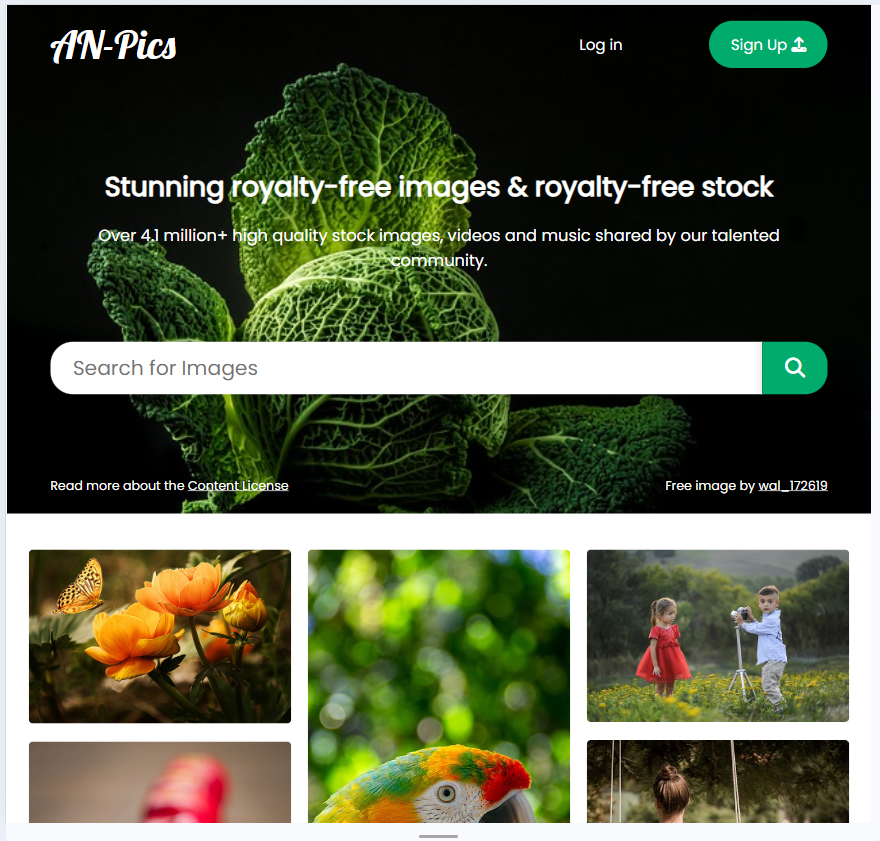 AN-Pics
Log in
Sign Up
Stunning royalty-free images & royalty-free stock
Over 4.1 million+ high quality stock images, videos and music shared by our talented
community.
Search for Images
Read more about the Content License
Free image by wal_172619